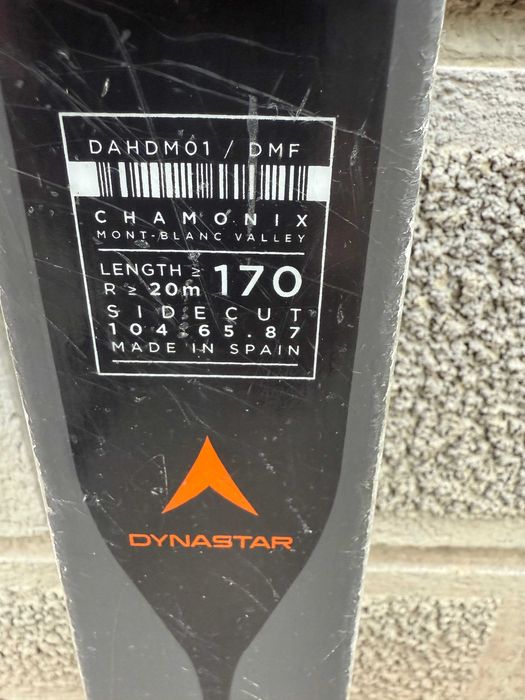 DAHDM01 / DMF
CHAMONIX
MONT-BLANC VALLEY
LENGTH ≥ 170
R ≥ 20m
SIDECUT
104.65.87
MADE IN SPAIN
DYNASTAR